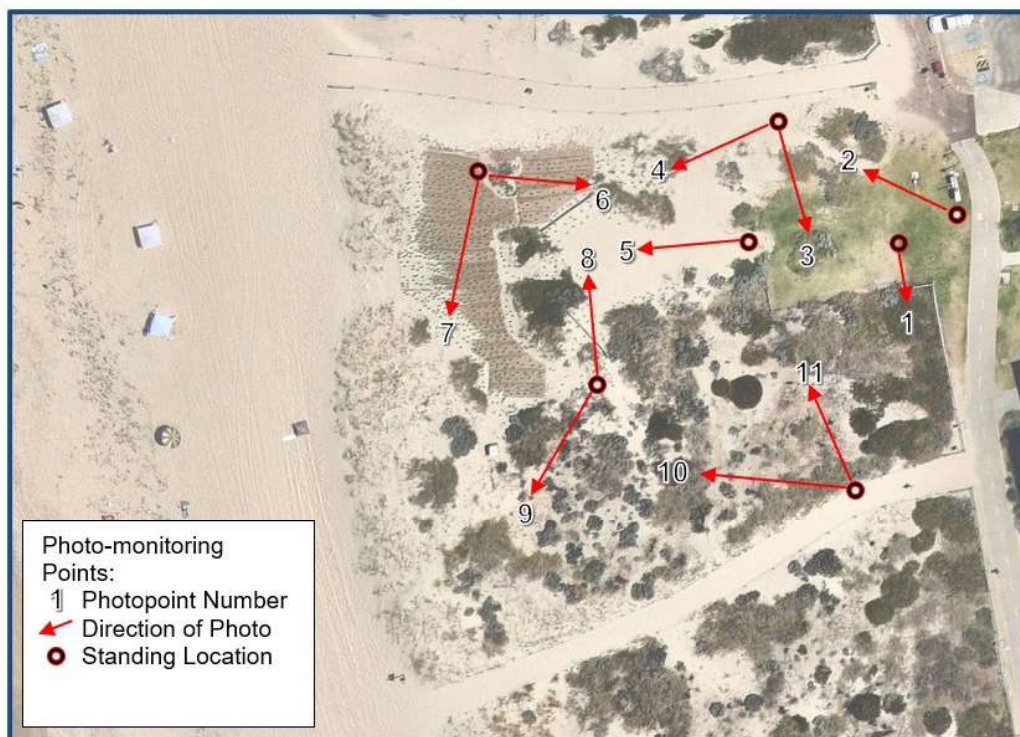 2
4
6
3
5
8
1
7
11
10
9
Photo-monitoring
Points:
1 Photopoint Number
Direction of Photo
Standing Location